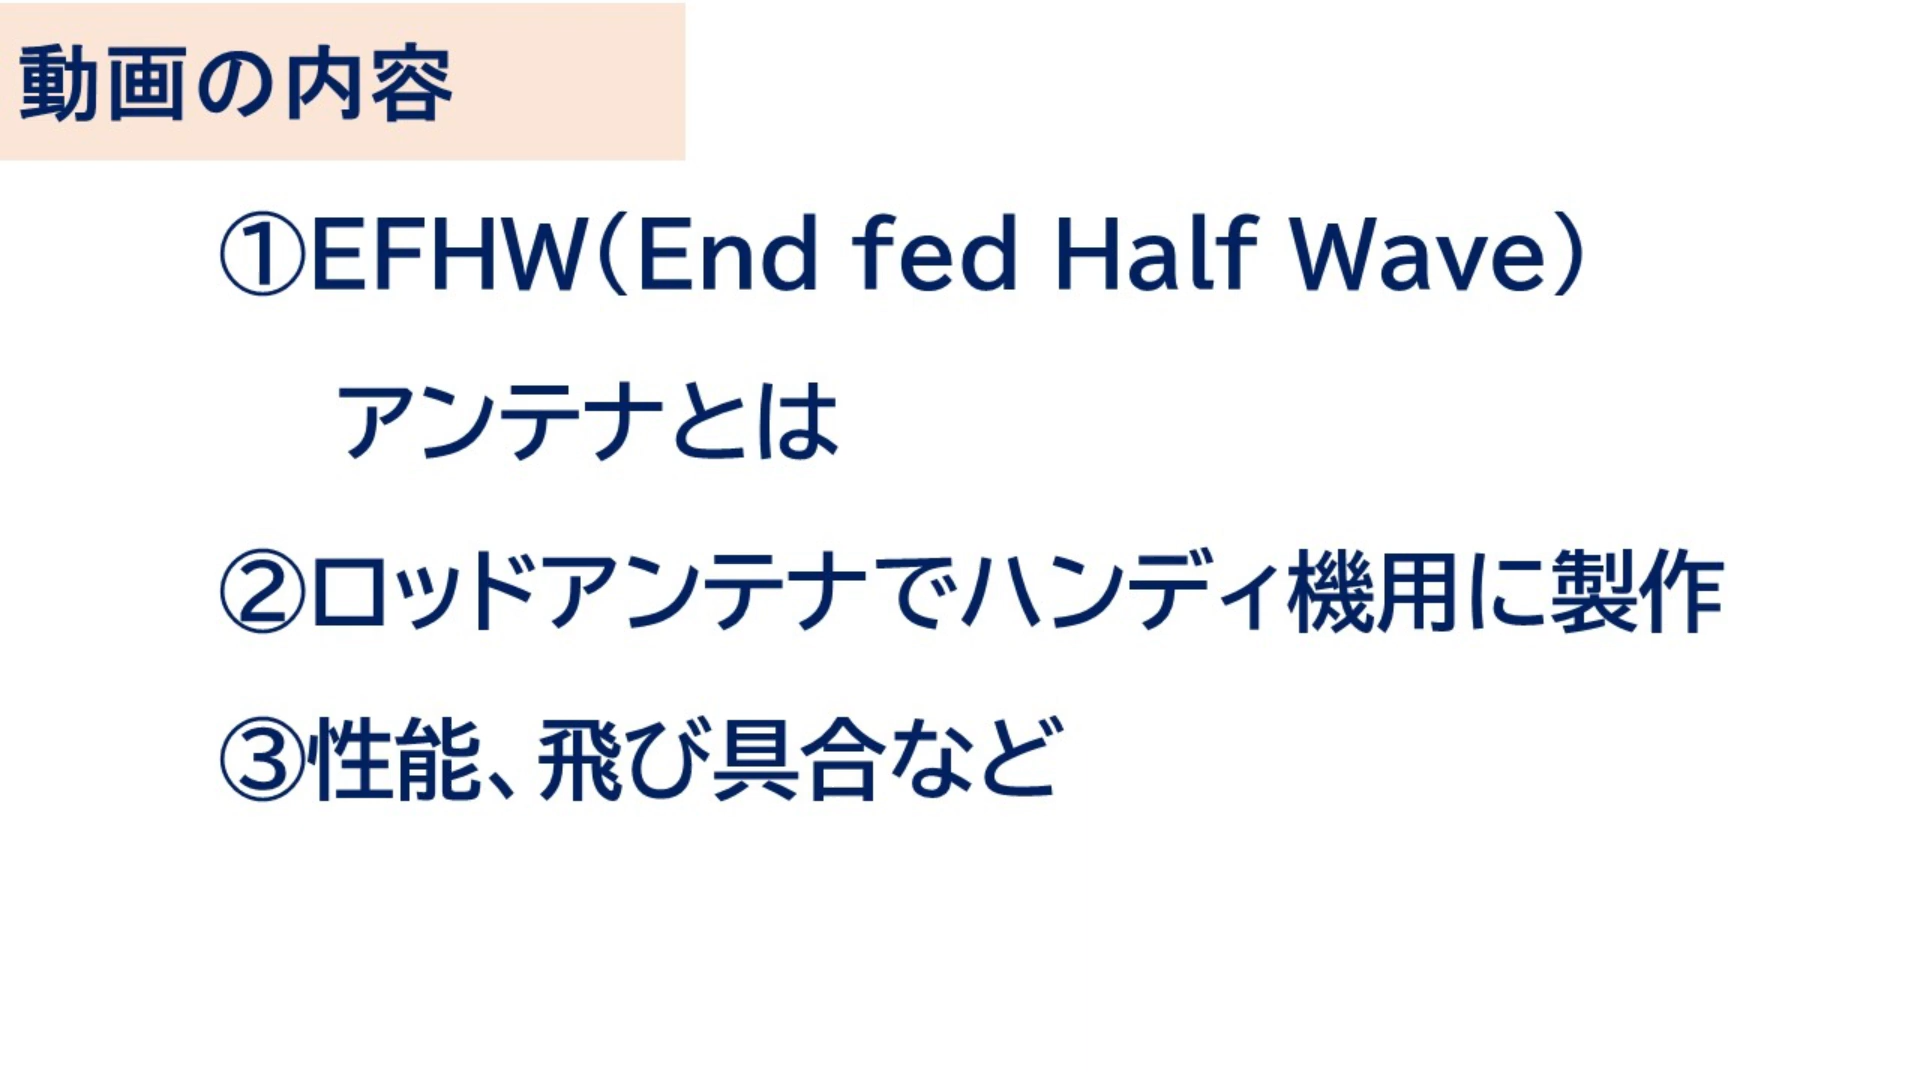 動画の内容
①EFHW（End fed Half Wave）
アンテナとは
②ロッドアンテナでハンディ機用に製作
③性能、飛び具合など